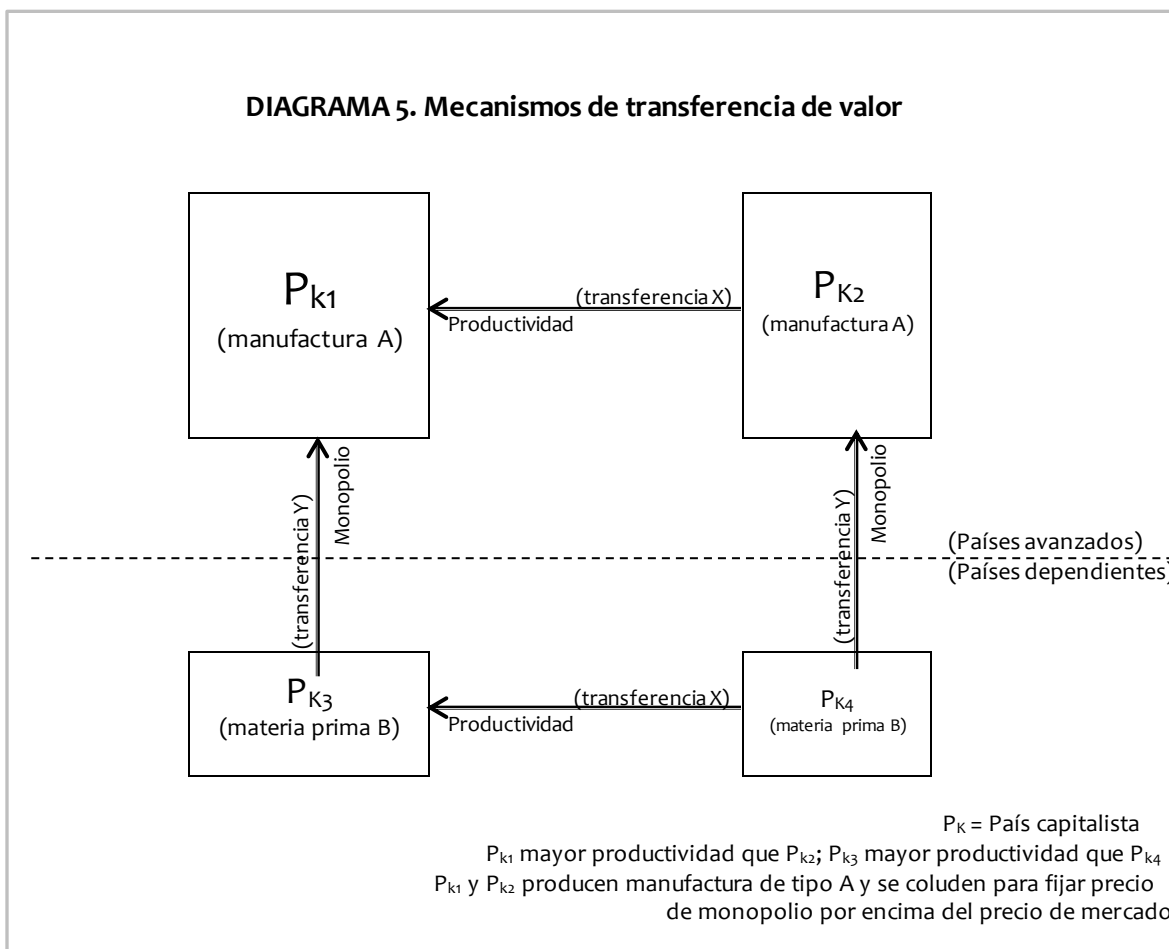 DIAGRAMA 5. Mecanismos de transferencia de valor
Pk1
(manufactura A)
PK2
(manufactura A)
(transferencia X)
Productividad
(transferencia Y)
Monopolio
(transferencia Y)
Monopolio
(Países avanzados)
(Países dependientes)
PK3
(materia prima B)
(transferencia X)
Productividad
PK4
(materia prima B)
PK = País capitalista
Pk1 mayor productividad que Pk2; Pk3 mayor productividad que Pk4
Pk1 y Pk2 producen manufactura de tipo A y se coluden para fijar precio
de monopolio por encima del precio de mercado